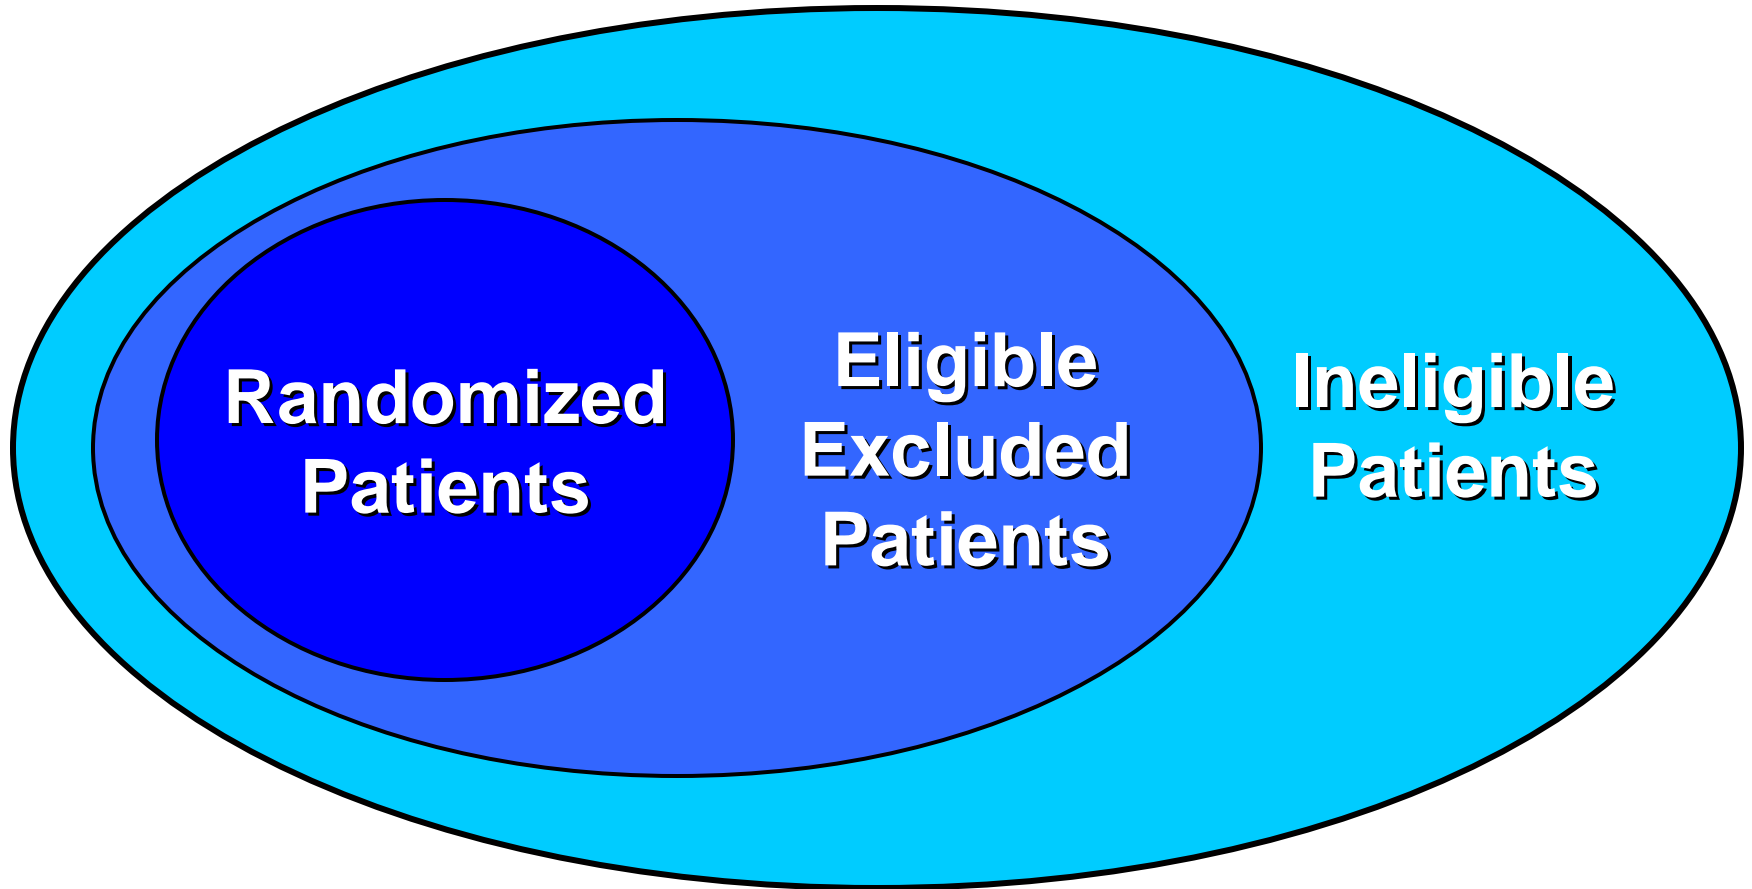 Randomized
Patients
Eligible
Excluded
Patients
Ineligible
Patients